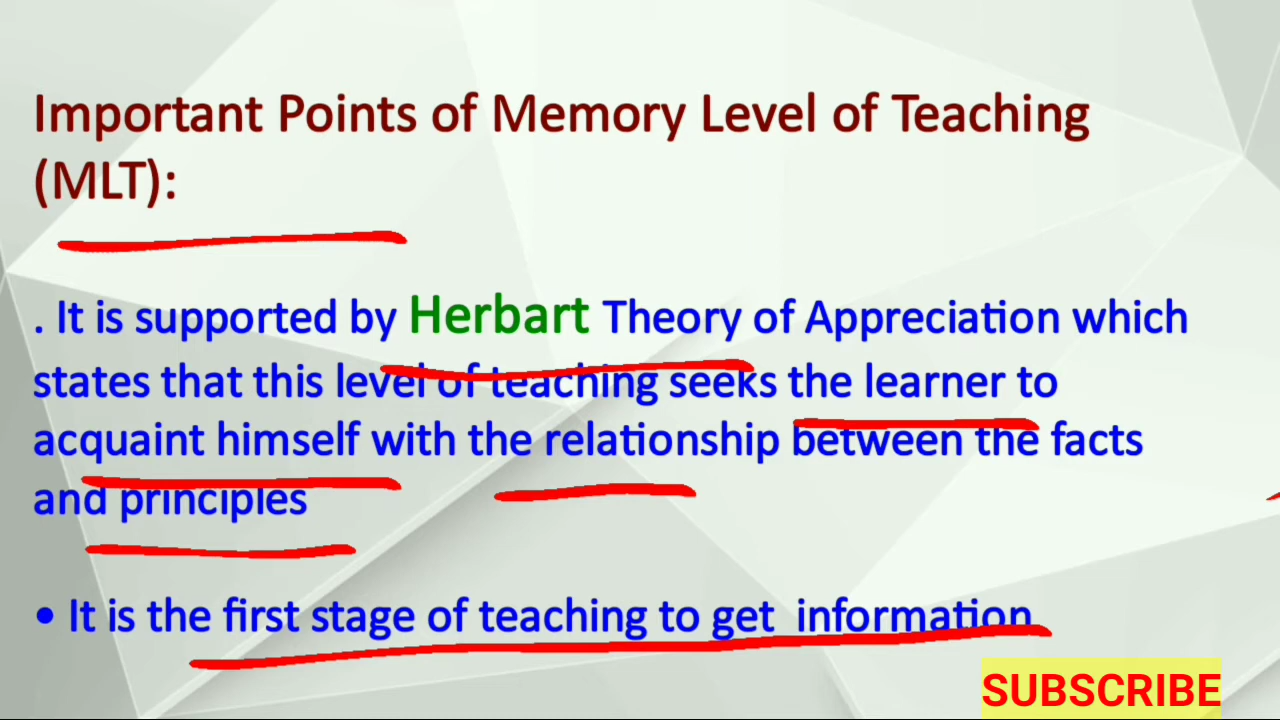 Important Points of Memory Level of Teaching
(MLT):
. It is supported by Herbart Theory of Appreciation which
states that this level of teaching seeks the learner to
acquaint himself with the relationship between the facts
and principles
• It is the first stage of teaching to get information
SUBSCRIBE